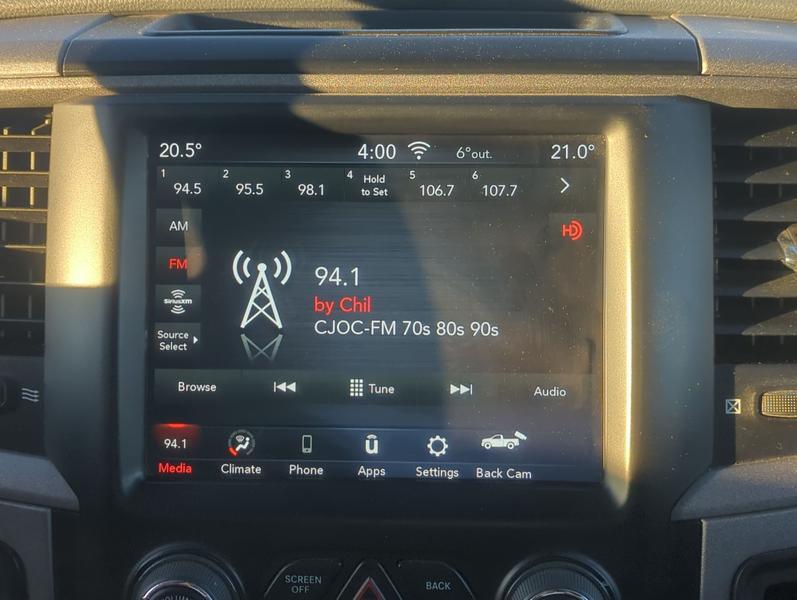 20.5° 4:00 6°out. 21.0°
1 94.5 2 95.5 3 98.1 4 Hold to Set 5 106.7 6 107.7
AM
HD
FM
94.1
by Chil
SiriusXM
CJOC-FM 70s 80s 90s
Source
Select
Browse Tune Audio
94.1
Media Climate Phone Apps Settings Back Cam
SCREEN
OFF
BACK
VOLUME